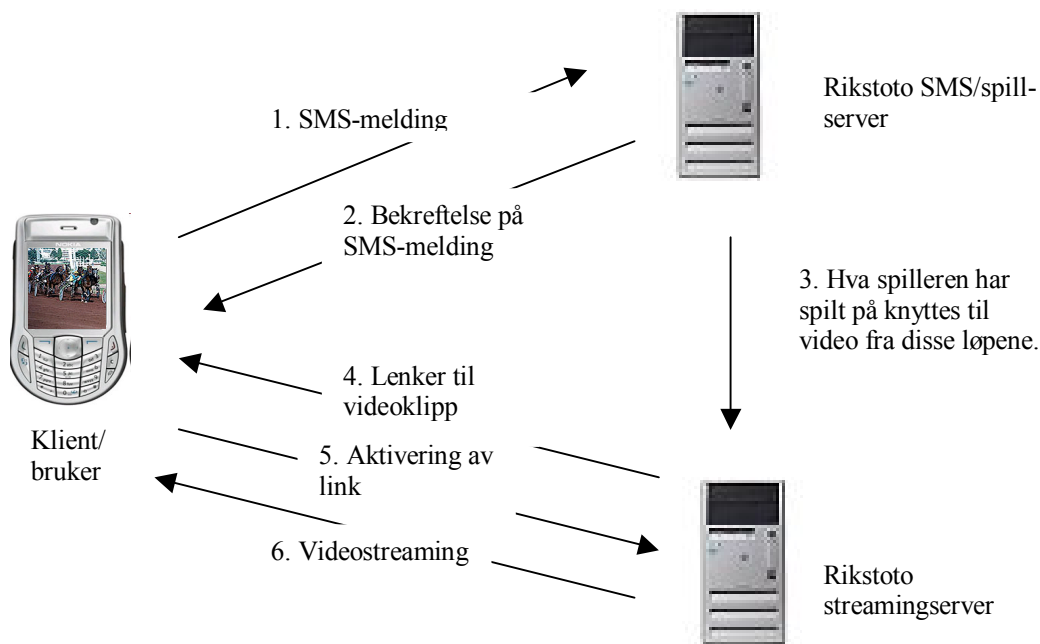 Rikstoto SMS/spill-
server
1. SMS-melding
2. Bekreftelse på
SMS-melding
NOKIA
3. Hva spilleren har
spilt på knyttes til
video fra disse løpene.
4. Lenker til
videoklipp
Klient/
bruker
5. Aktivering av
link
6. Videostreaming
Rikstoto
streamingserver